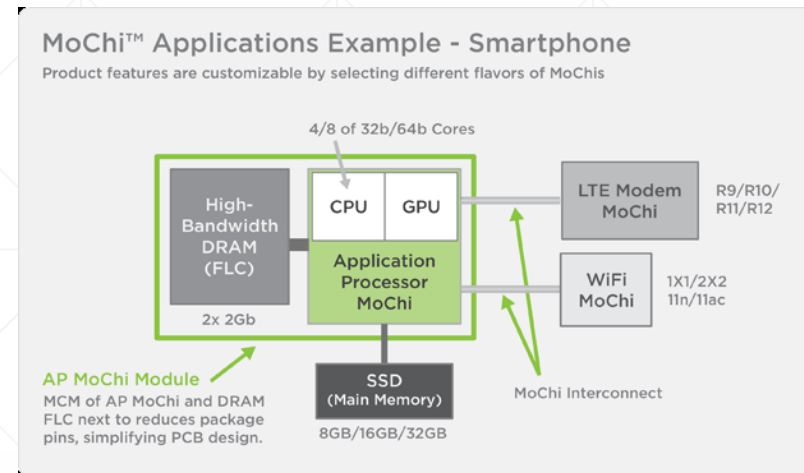 MoChi™ Applications Example - Smartphone
Product features are customizable by selecting different flavors of MoChis
4/8 of 32b/64b Cores
High-
Bandwidth
DRAM
(FLC)
2x 2Gb
CPU
GPU
Application
Processor
MoChi
LTE Modem
MoChi
R9/R10/
R11/R12
WiFi
MoChi
1X1/2X2
11n/11ac
MoChi Interconnect
SSD
(Main Memory)
8GB/16GB/32GB
AP MoChi Module
MCM of AP MoChi and DRAM
FLC next to reduces package
pins, simplifying PCB design.